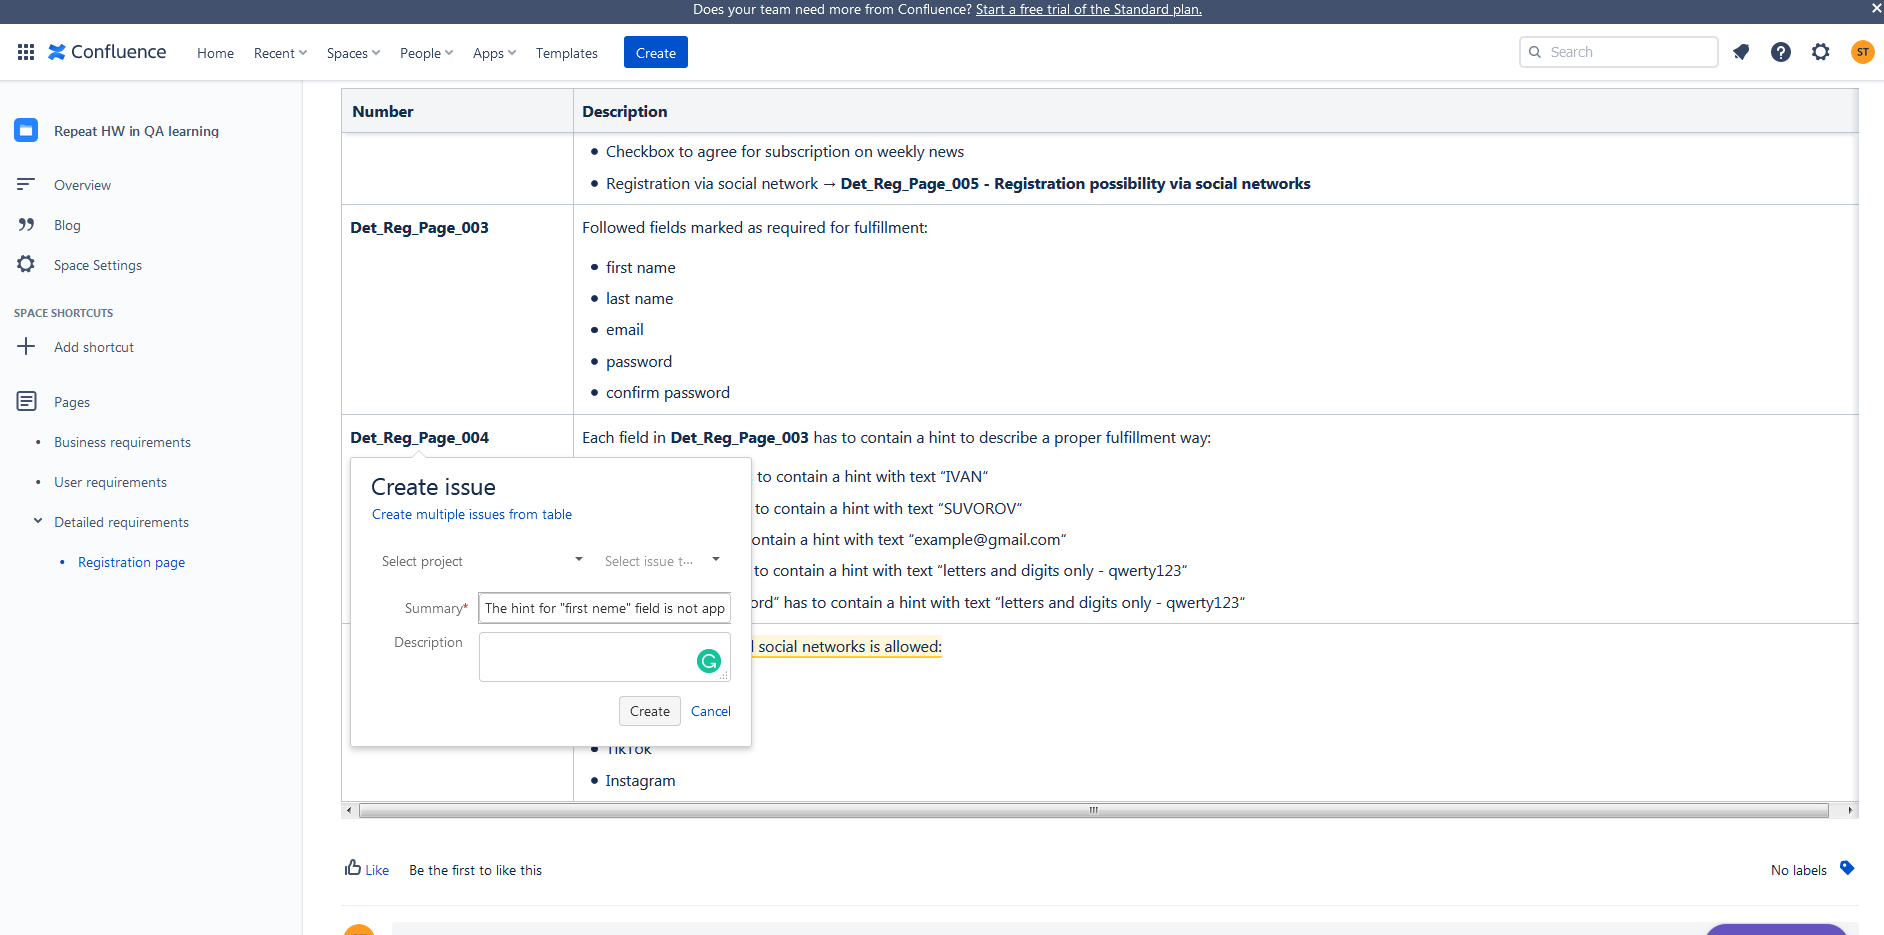 Does your team need more from Confluence? Start a free trial of the Standard plan.
Confluence
Home
Recent
Spaces
People
Apps
Templates
Create
Search
ST
Repeat HW in QA learning
Overview
Blog
Space Settings
SPACE SHORTCUTS
Add shortcut
Pages
• Business requirements
• User requirements
Detailed requirements
• Registration page
Number
Description
• Checkbox to agree for subscription on weekly news
• Registration via social network → Det_Reg_Page_005 - Registration possibility via social networks
Det_Reg_Page_003
Followed fields marked as required for fulfillment:
• first name
• last name
• email
• password
• confirm password
Det_Reg_Page_004
Each field in Det_Reg_Page_003 has to contain a hint to describe a proper fulfillment way:
to contain a hint with text “IVAN”
to contain a hint with text “SUVOROV”
ontain a hint with text “example@gmail.com”
to contain a hint with text “letters and digits only - qwerty123”
ord” has to contain a hint with text “letters and digits only - qwerty123”
social networks is allowed:
• TikTok
• Instagram
Create issue
Create multiple issues from table
Select project
Select issue t...
Summary*
The hint for "first neme" field is not app
Description
Create
Cancel
Like
Be the first to like this
No labels